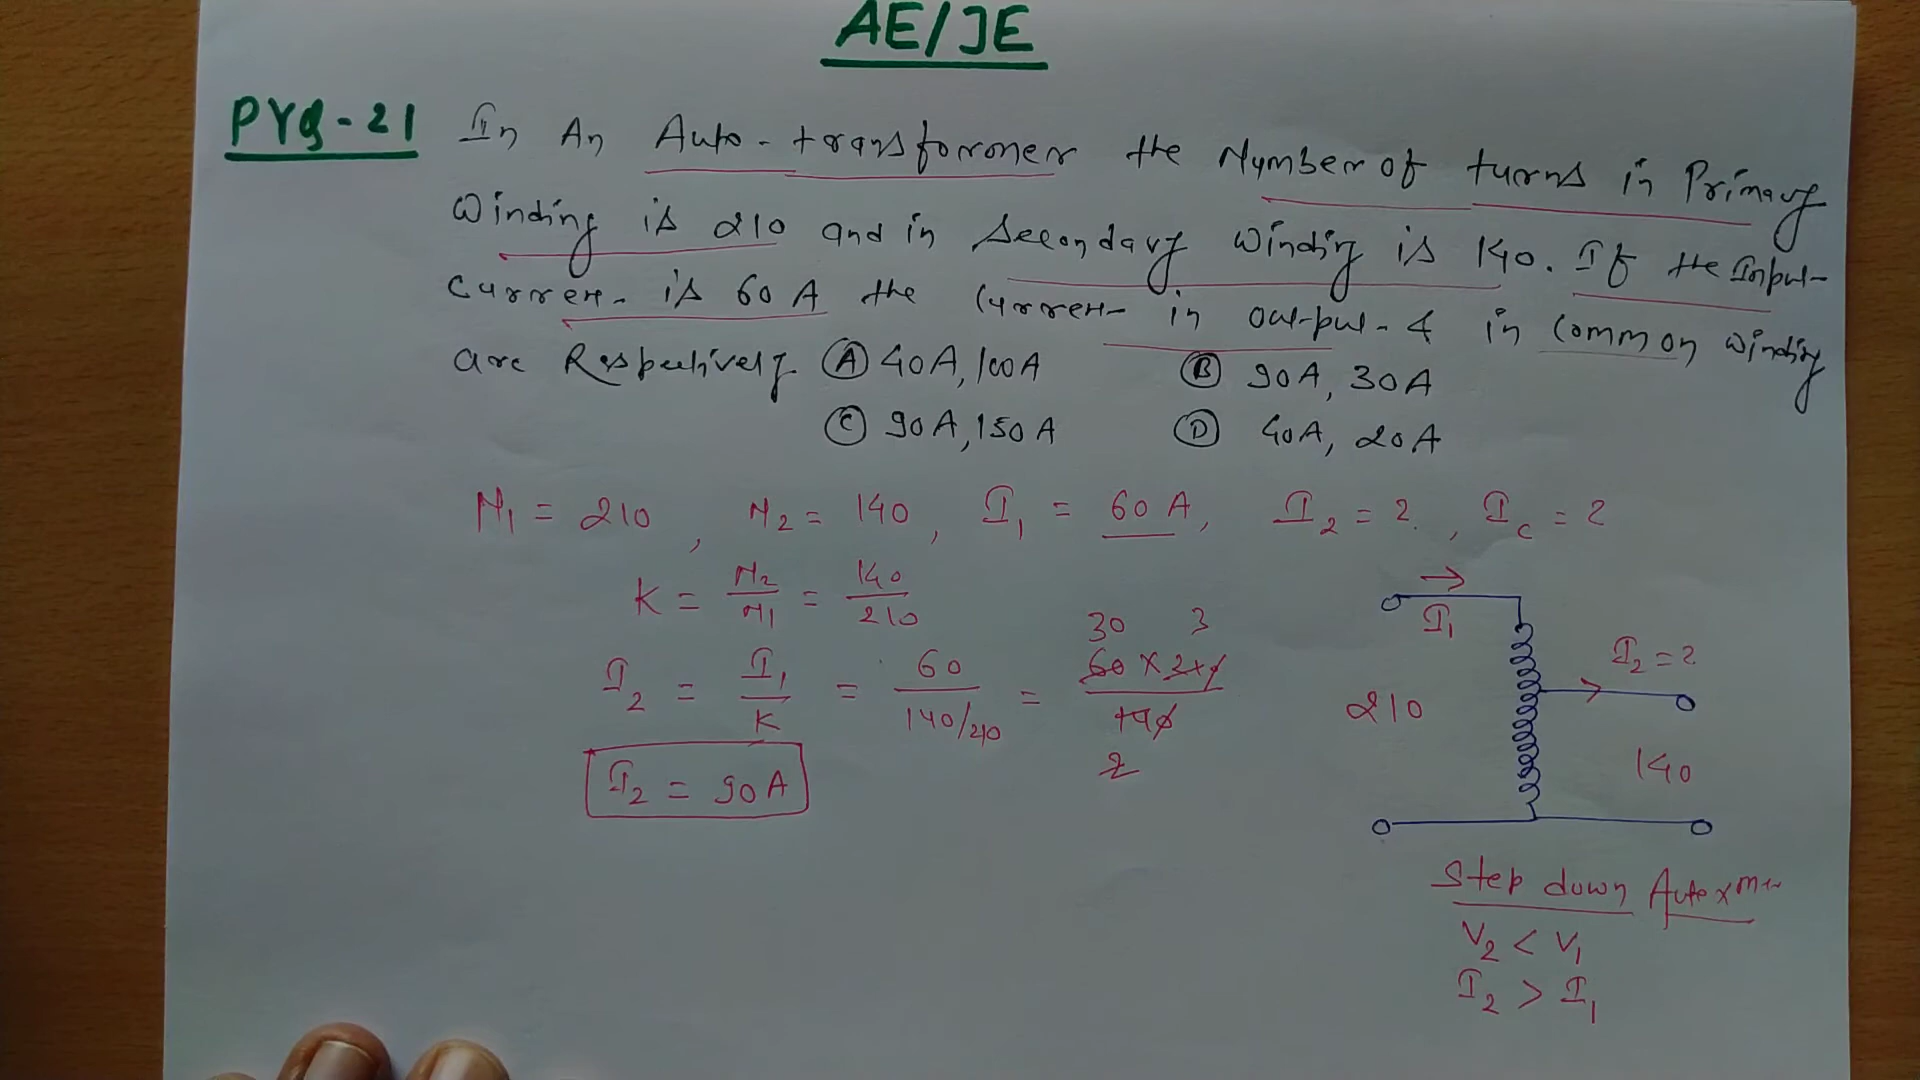 AE/JE
PYQ-21 In An Auto-transformer the Number of turns in Primary
Winding is 210 and in Secondary Winding is 140. If the Input
Current is 60 A the Current in output & in Common Winding
are Respectively. (A) 40A, 100A (B) 90A, 30A
(C) 90A, 150A (D) 40A, 20A
N1 = 210, N2 = 140, I1 = 60 A, I2 = ?, Ic = ?
K = N2/N1 = 140/210
I2 = I1/K = 60/(140/210) = 60 × 210/140
30 3
2
I2 = 90A
I1
I2 = ?
210
140
Step down Autoxmer
V2 < V1
I2 > I1